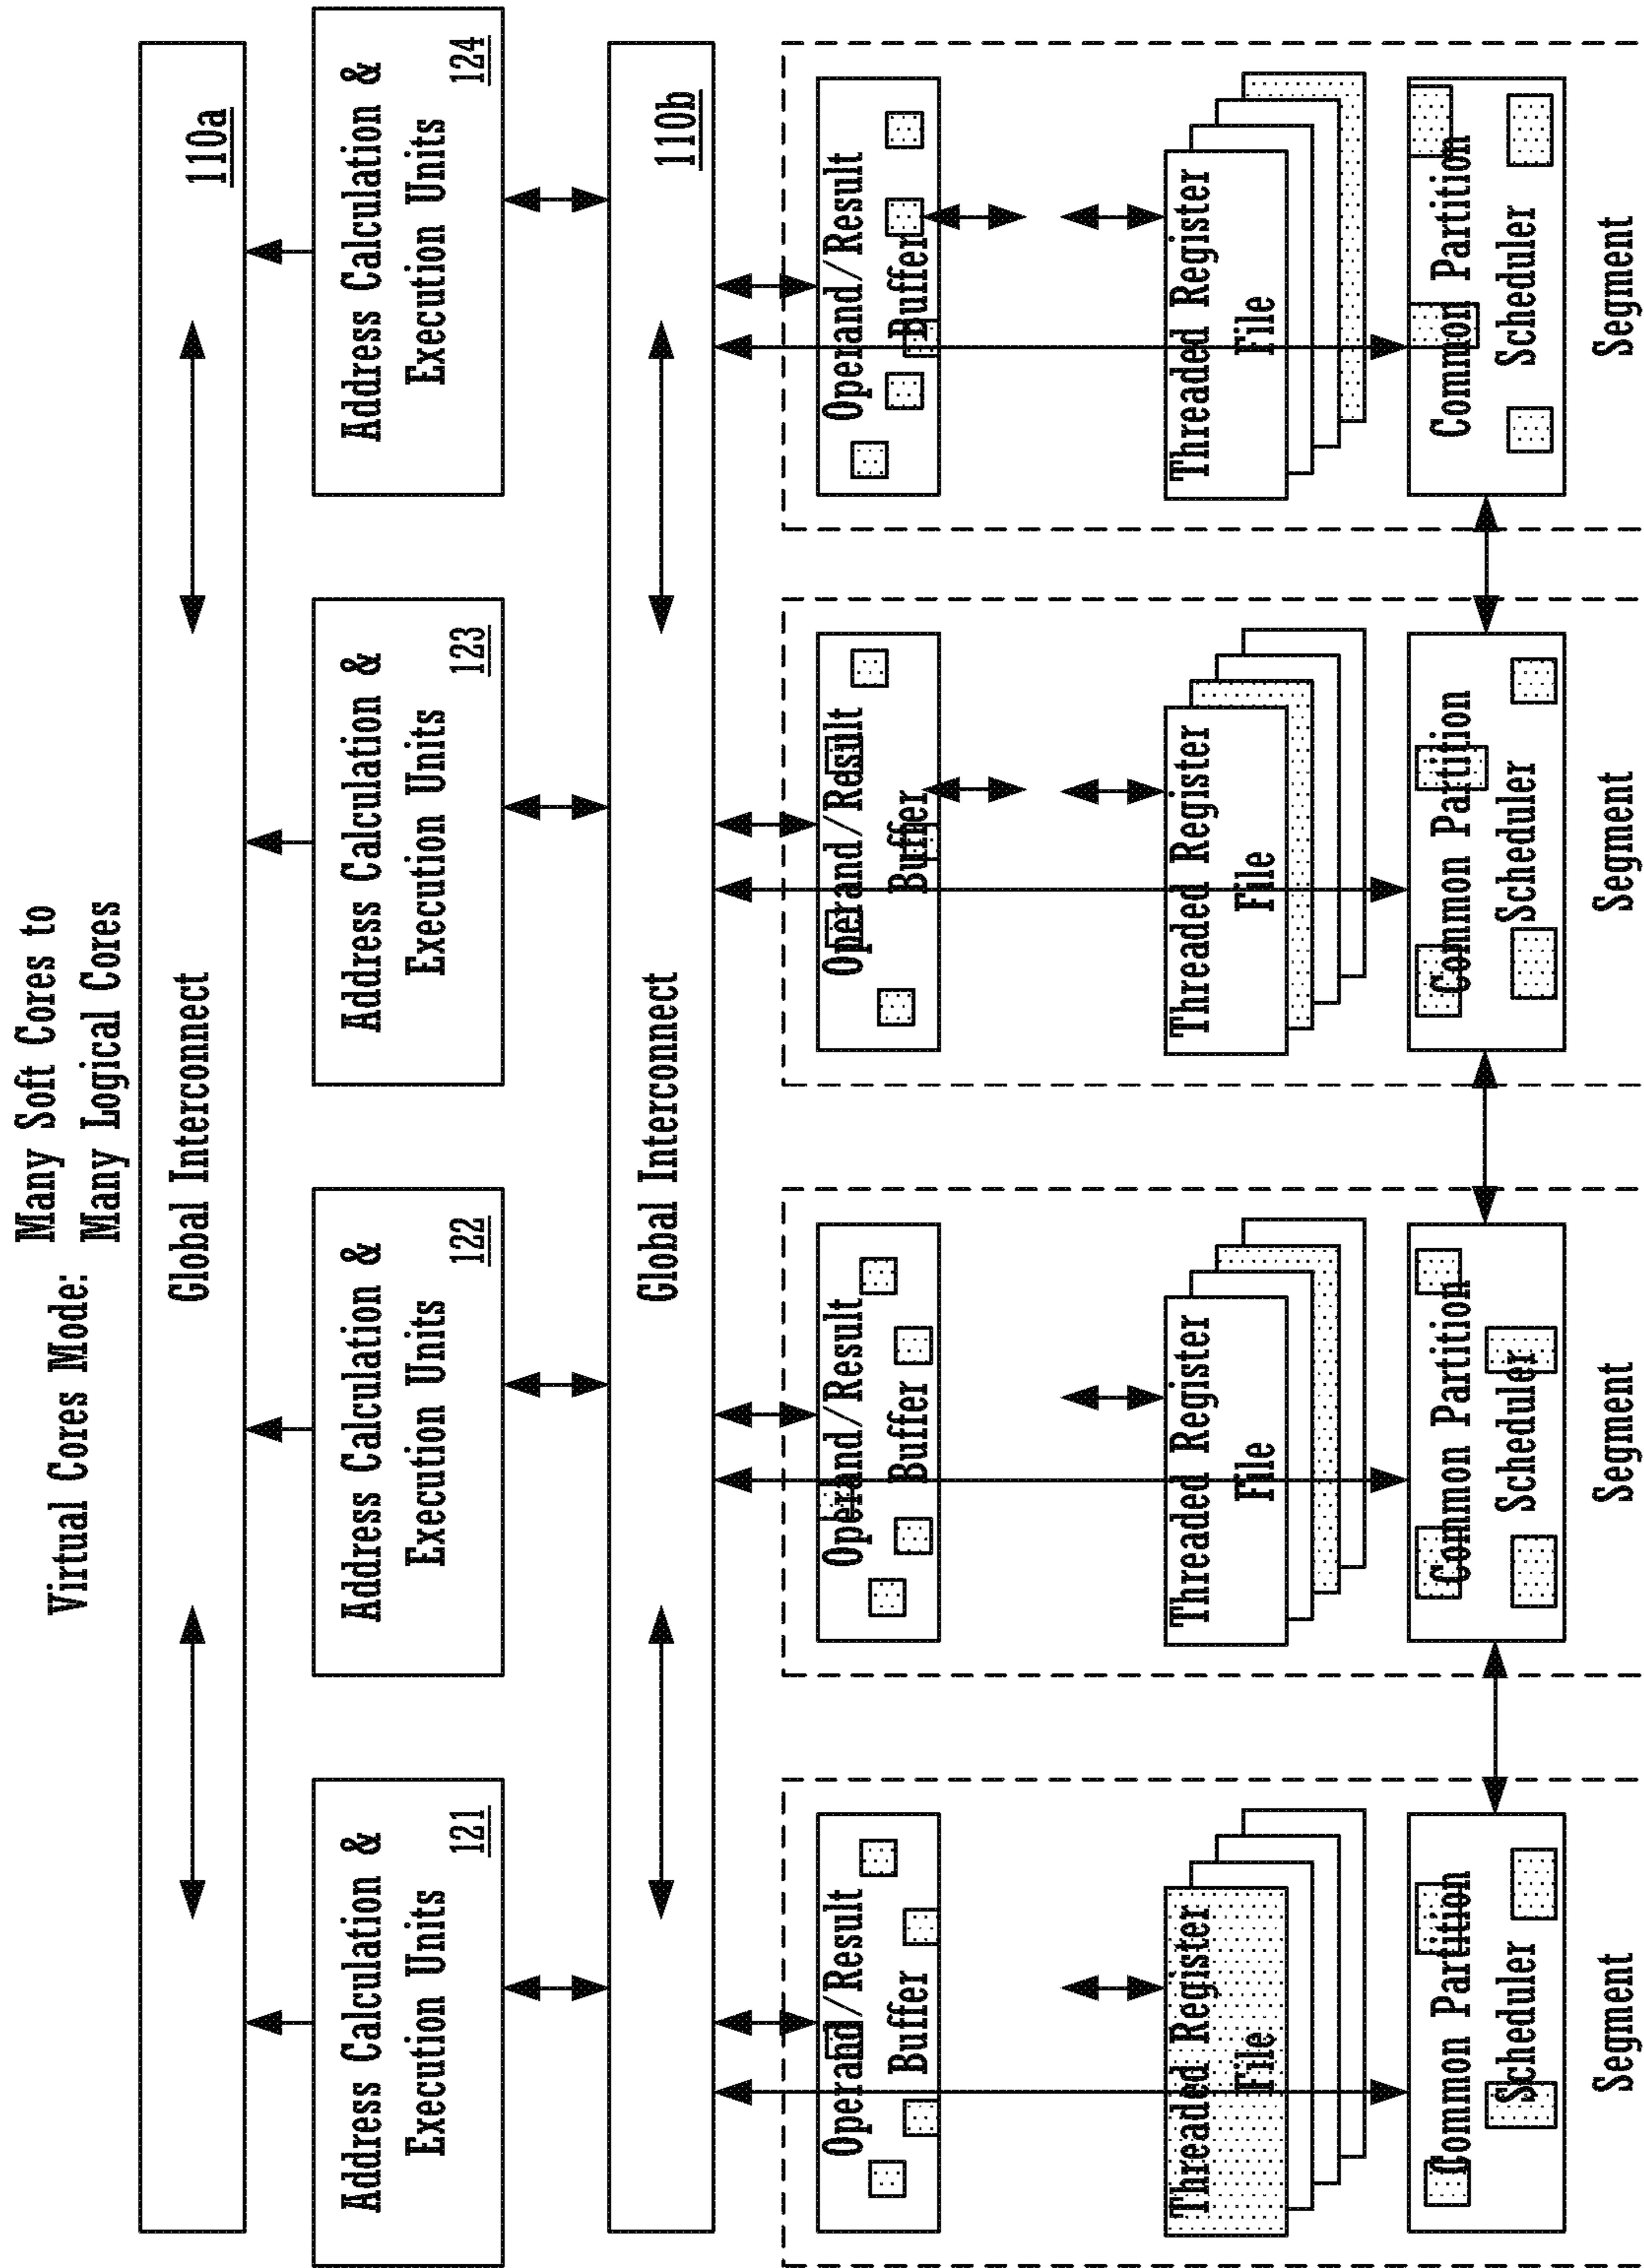 Many Soft Cores to
Virtual Cores Mode:
Many Logical Cores
Global Interconnect
110a
Address Calculation &
Execution Units
121
Address Calculation &
Execution Units
122
Address Calculation &
Execution Units
123
Address Calculation &
Execution Units
124
Global Interconnect
110b
Operand/Result
Buffer
Operand/Result
Buffer
Operand/Result
Buffer
Operand/Result
Buffer
Threaded Register
File
Threaded Register
File
Threaded Register
File
Threaded Register
File
Common Partition
Scheduler
Common Partition
Scheduler
Common Partition
Scheduler
Common Partition
Scheduler
Segment
Segment
Segment
Segment